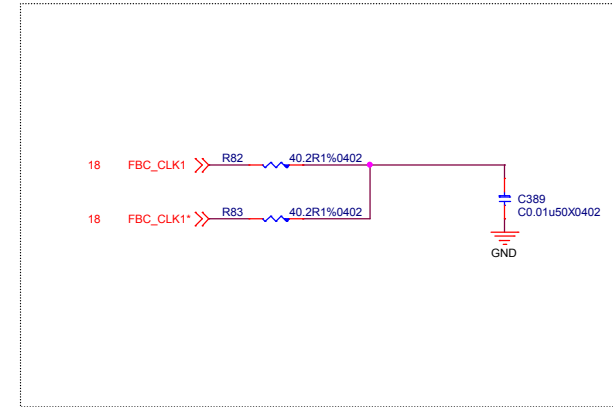 18 FBC_CLK1 R82 40.2R1%0402
C389
C0.01u50X0402
18 FBC_CLK1* R83 40.2R1%0402
GND